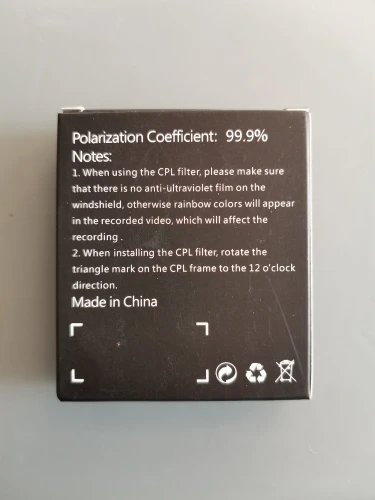 Polarization Coefficient: 99.9%
Notes:
1. When using the CPL filter, please make sure
that there is no anti-ultraviolet film on the
windshield, otherwise rainbow colors will appear
in the recorded video, which will affect the
recording .
2. When installing the CPL filter, rotate the
triangle mark on the CPL frame to the 12 o'clock
direction.
Made in China